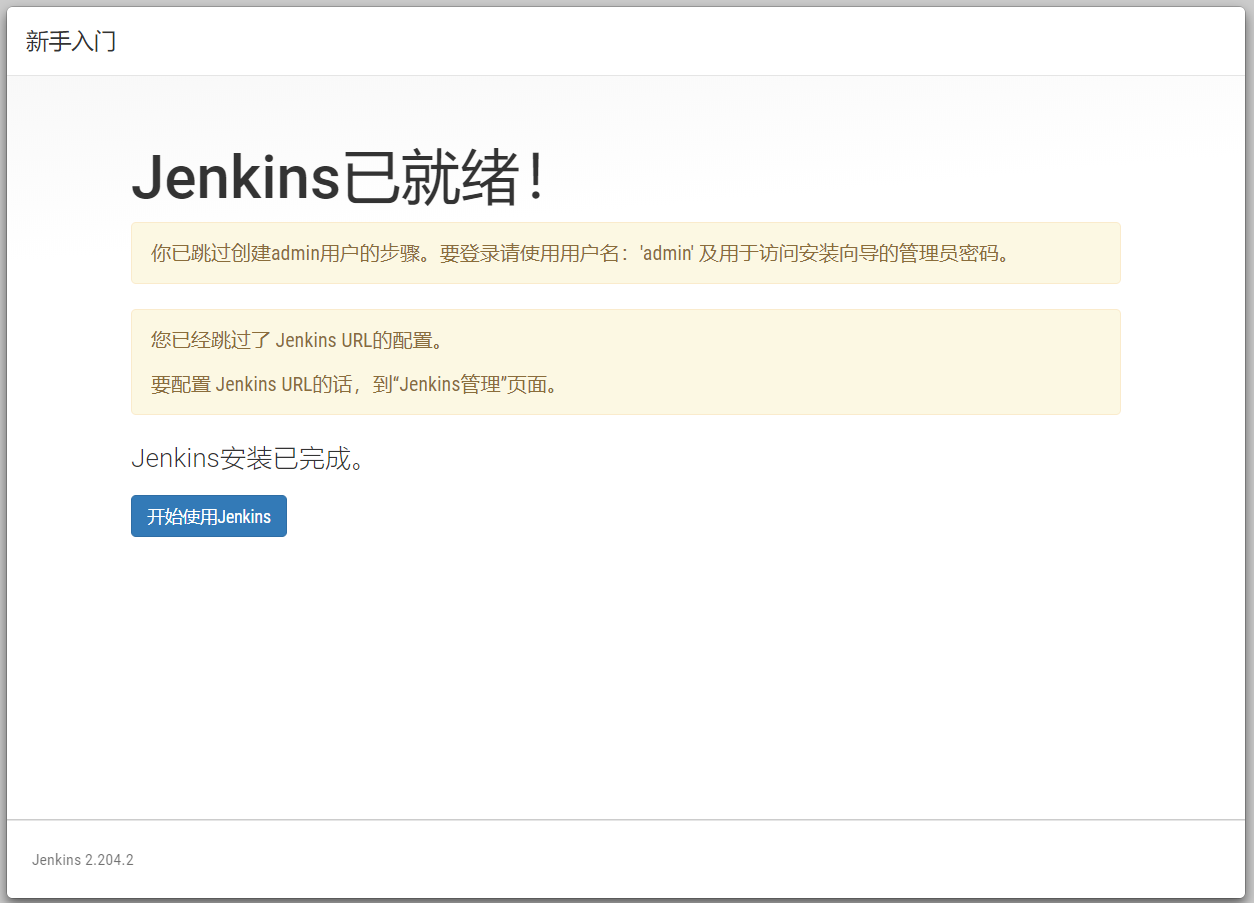 新手入门
Jenkins已就绪！
你已跳过创建admin用户的步骤。要登录请使用用户名：'admin' 及用于访问安装向导的管理员密码。
您已经跳过了 Jenkins URL的配置。
要配置 Jenkins URL的话，到“Jenkins管理”页面。
Jenkins安装已完成。
开始使用Jenkins
Jenkins 2.204.2